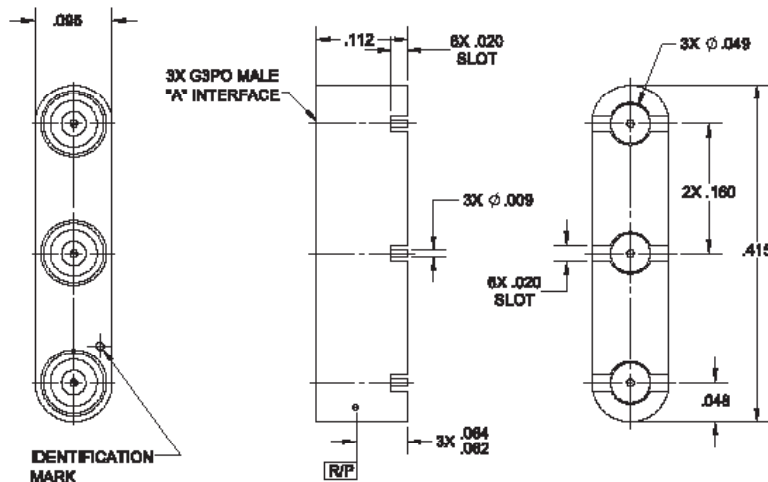 .095
.112
6X .020
SLOT
3X Ø .049
3X G3PO MALE
"A" INTERFACE
3X Ø .009
2X .160
.415
6X .020
SLOT
.048
IDENTIFICATION
MARK
R/P
3X .064
.062